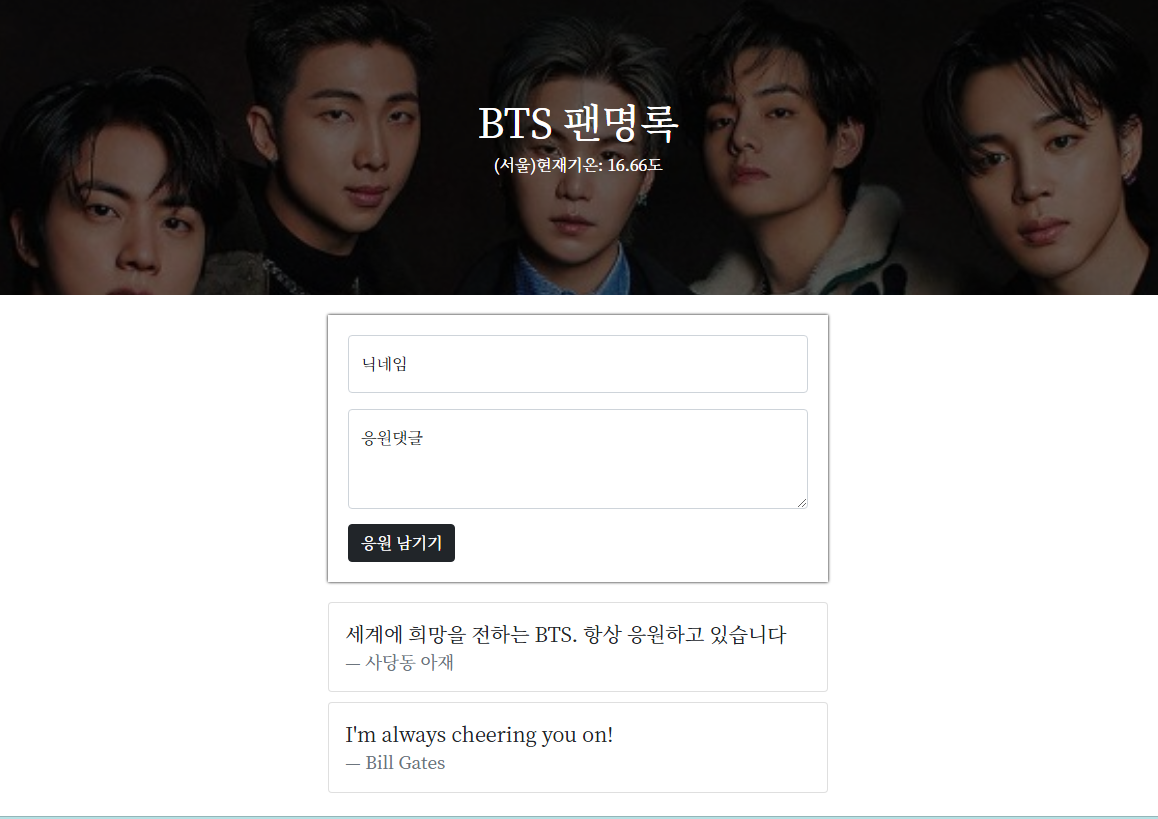 BTS 팬명록
(서울)현재기온: 16.66도
닉네임
응원댓글
응원 남기기
세계에 희망을 전하는 BTS. 항상 응원하고 있습니다
— 사당동 아재
I'm always cheering you on!
— Bill Gates